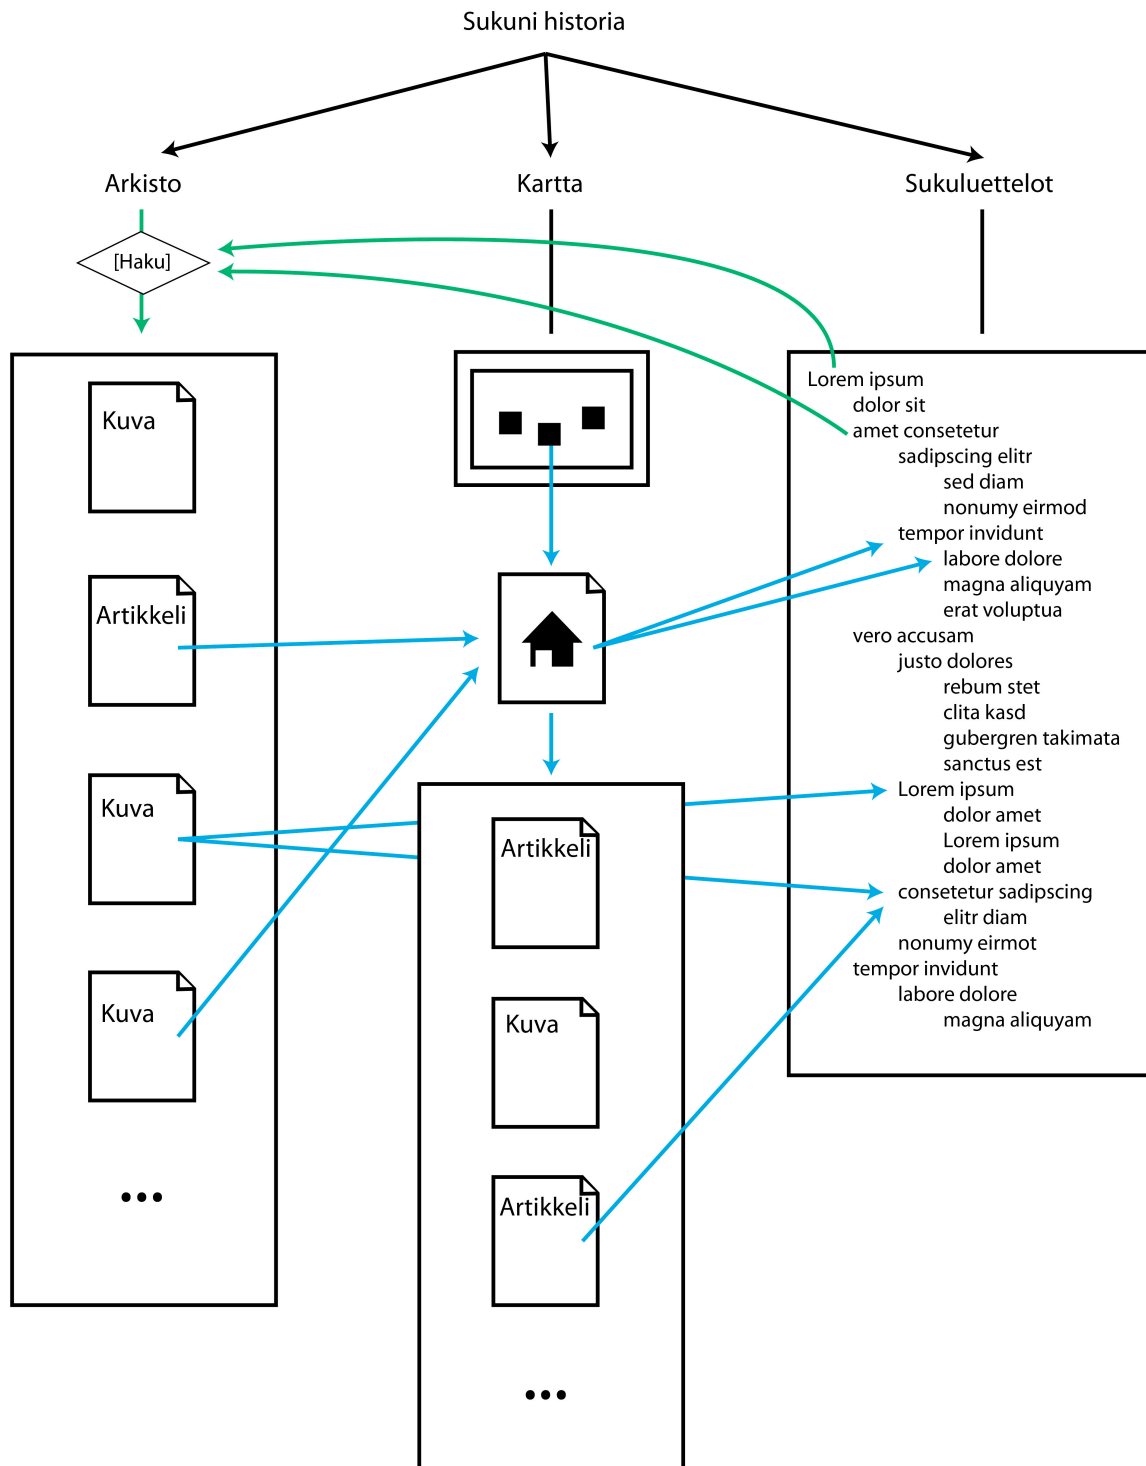 Sukuni historia
Arkisto
Kartta
Sukuluettelot
[Haku]
Kuva
Artikkeli
Kuva
Kuva
Artikkeli
Kuva
Artikkeli
Lorem ipsum
dolor sit
amet consetetur
sadipscing elitr
sed diam
nonumy eirmod
tempor invidunt
labore dolore
magna aliquyam
erat voluptua
vero accusam
justo dolores
rebum stet
clita kasd
gubergren takimata
sanctus est
Lorem ipsum
dolor amet
Lorem ipsum
dolor amet
consetetur sadipscing
elitr diam
nonumy eirmot
tempor invidunt
labore dolore
magna aliquyam